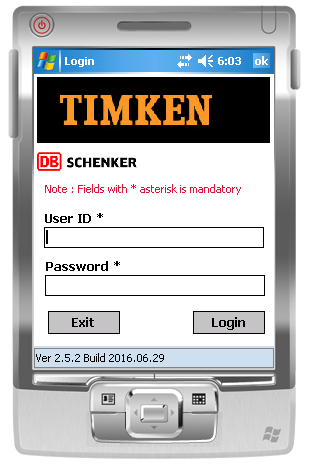 Login 6:03 ok
TIMKEN
DB SCHENKER
Note : Fields with * asterisk is mandatory
User ID *
Password *
Exit Login
Ver 2.5.2 Build 2016.06.29